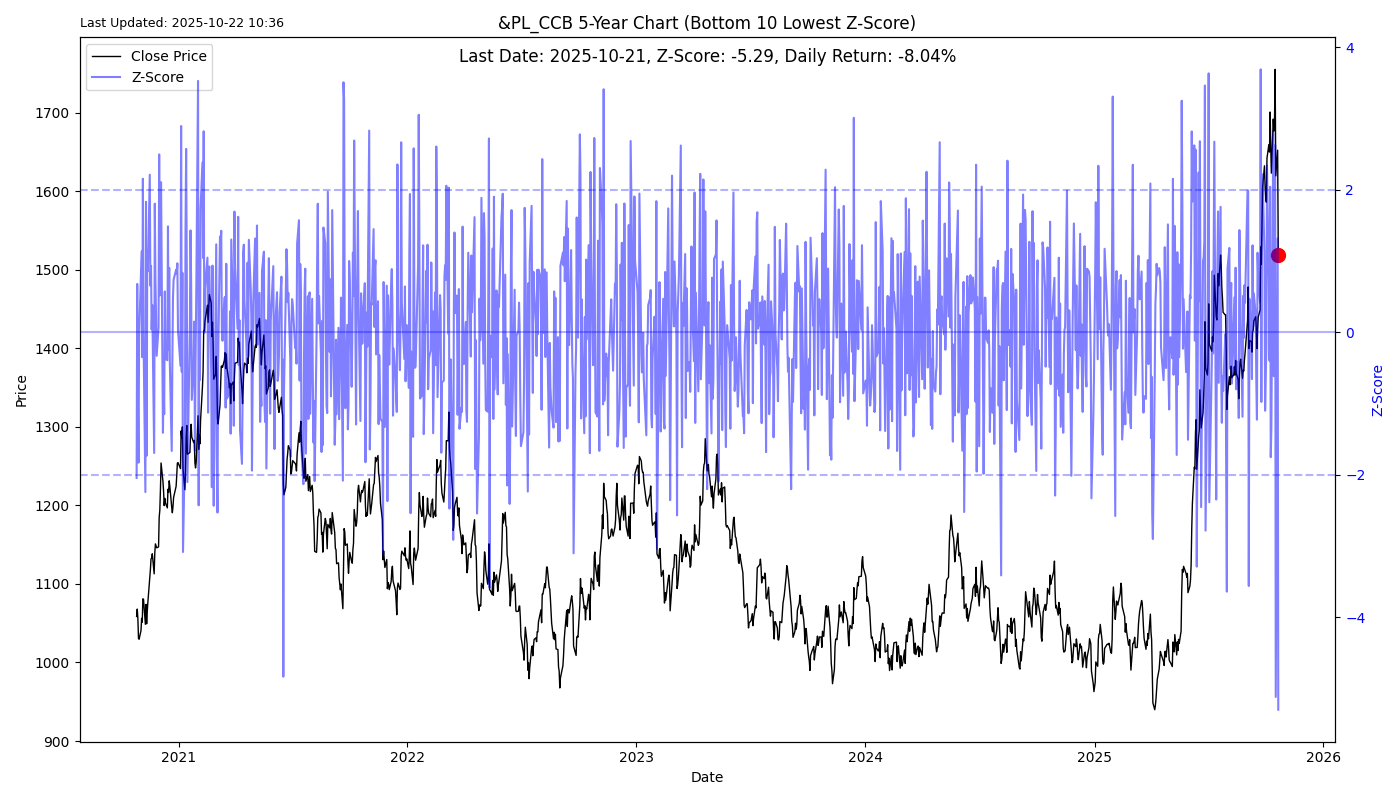 Last Updated: 2025-10-22 10:36
&PL_CCB 5-Year Chart (Bottom 10 Lowest Z-Score)
Last Date: 2025-10-21, Z-Score: -5.29, Daily Return: -8.04%
Close Price
Z-Score
Price
1700
1600
1500
1400
1300
1200
1100
1000
900
4
2
0
−2
−4
Z-Score
2021
2022
2023
2024
2025
2026
Date